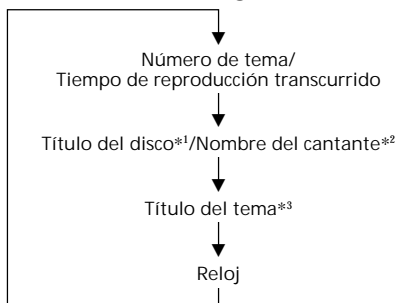 Número de tema/
Tiempo de reproducción transcurrido
Título del disco*¹/Nombre del cantante*²
Título del tema*³
Reloj